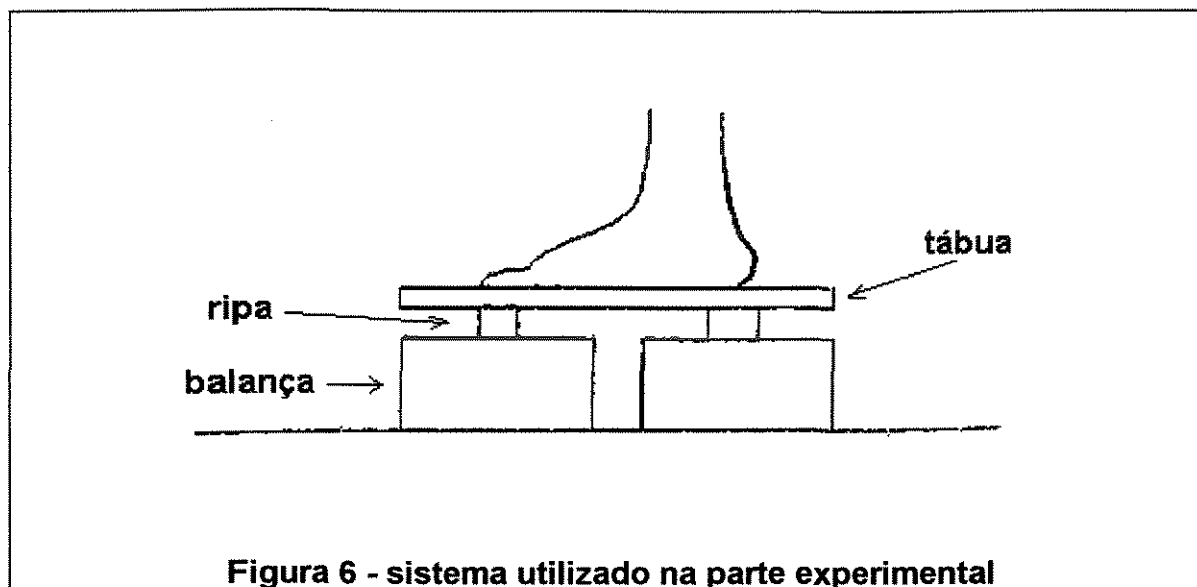 tábua
ripa
balança
Figura 6 - sistema utilizado na parte experimental